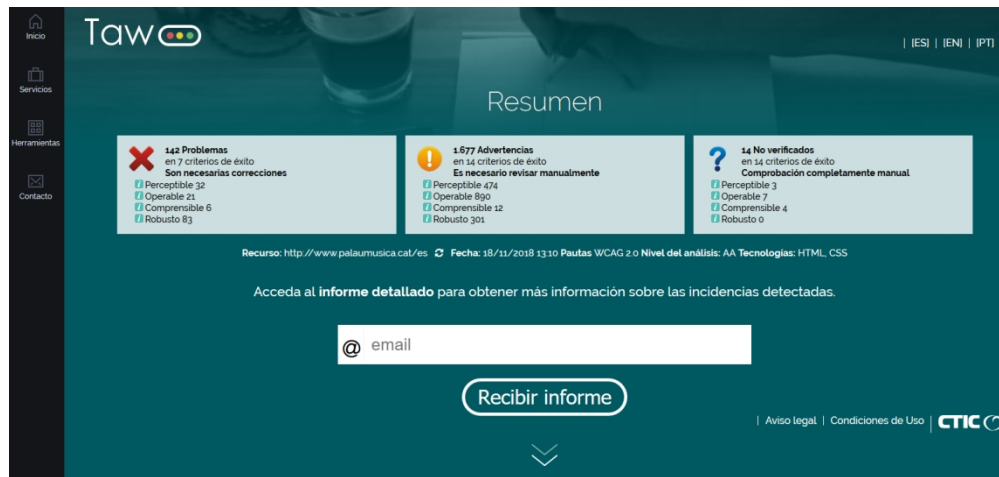 Inicio
Servicios
Herramientas
Contacto
Taw
| [ES] | [EN] | [PT]
Resumen
142 Problemas
en 7 criterios de éxito
Son necesarias correcciones
Perceptible 32
Operable 21
Comprensible 6
Robusto 83
1.677 Advertencias
en 14 criterios de éxito
Es necesario revisar manualmente
Perceptible 474
Operable 890
Comprensible 12
Robusto 301
14 No verificados
en 14 criterios de éxito
Comprobación completamente manual
Perceptible 3
Operable 7
Comprensible 4
Robusto 0
Recurso: http://www.palaumusica.cat/es Fecha: 18/11/2018 13:10 Pautas WCAG 2.0 Nivel del análisis: AA Tecnologías: HTML, CSS
Acceda al informe detallado para obtener más información sobre las incidencias detectadas.
@ email
Recibir informe
| Aviso legal | Condiciones de Uso | CTIC